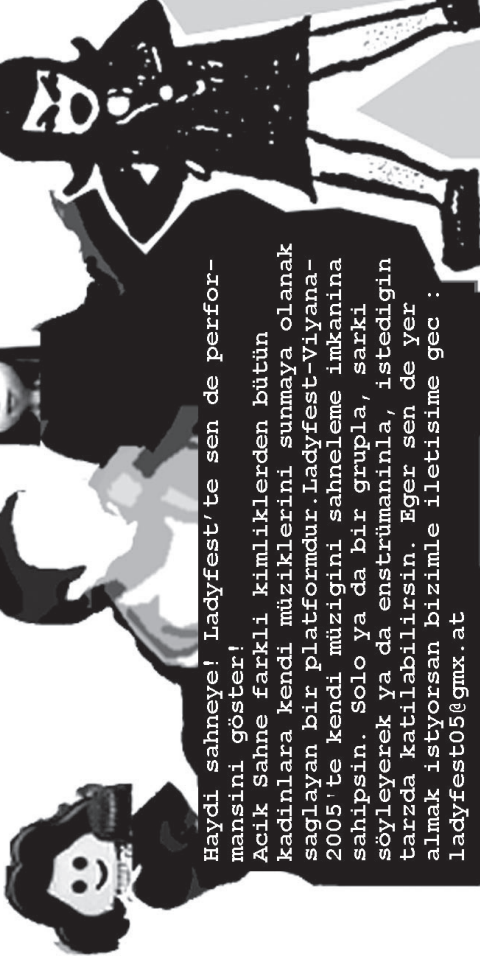 Haydi sahneye! Ladyfest'te sen de perfor-
mansini göster!
Acik Sahne farkli kimliklerden bütün
kadinlara kendi müziklerini sunmaya olanak
saglayan bir platformdur.Ladyfest-Viyana-
2005'te kendi müzigini sahneleme imkanina
sahipsin. Solo ya da bir grupla, sarki
söyleyerek ya da enstrümaninla, istedigin
tarzda katilabilirsin. Eger sen de yer
almak istyorsan bizimle iletisime gec :
ladyfest05@gmx.at